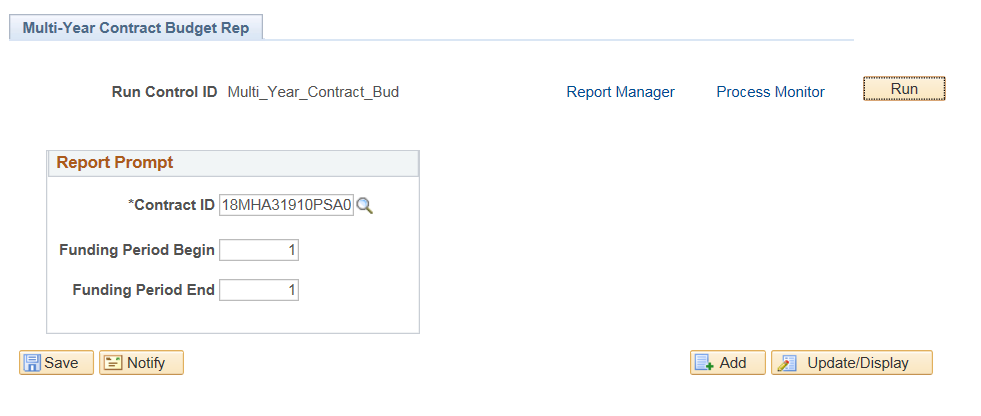 Multi-Year Contract Budget Rep
Run Control ID Multi_Year_Contract_Bud Report Manager Process Monitor Run
Report Prompt
*Contract ID 18MHA31910PSA0
Funding Period Begin 1
Funding Period End 1
Save Notify Add Update/Display